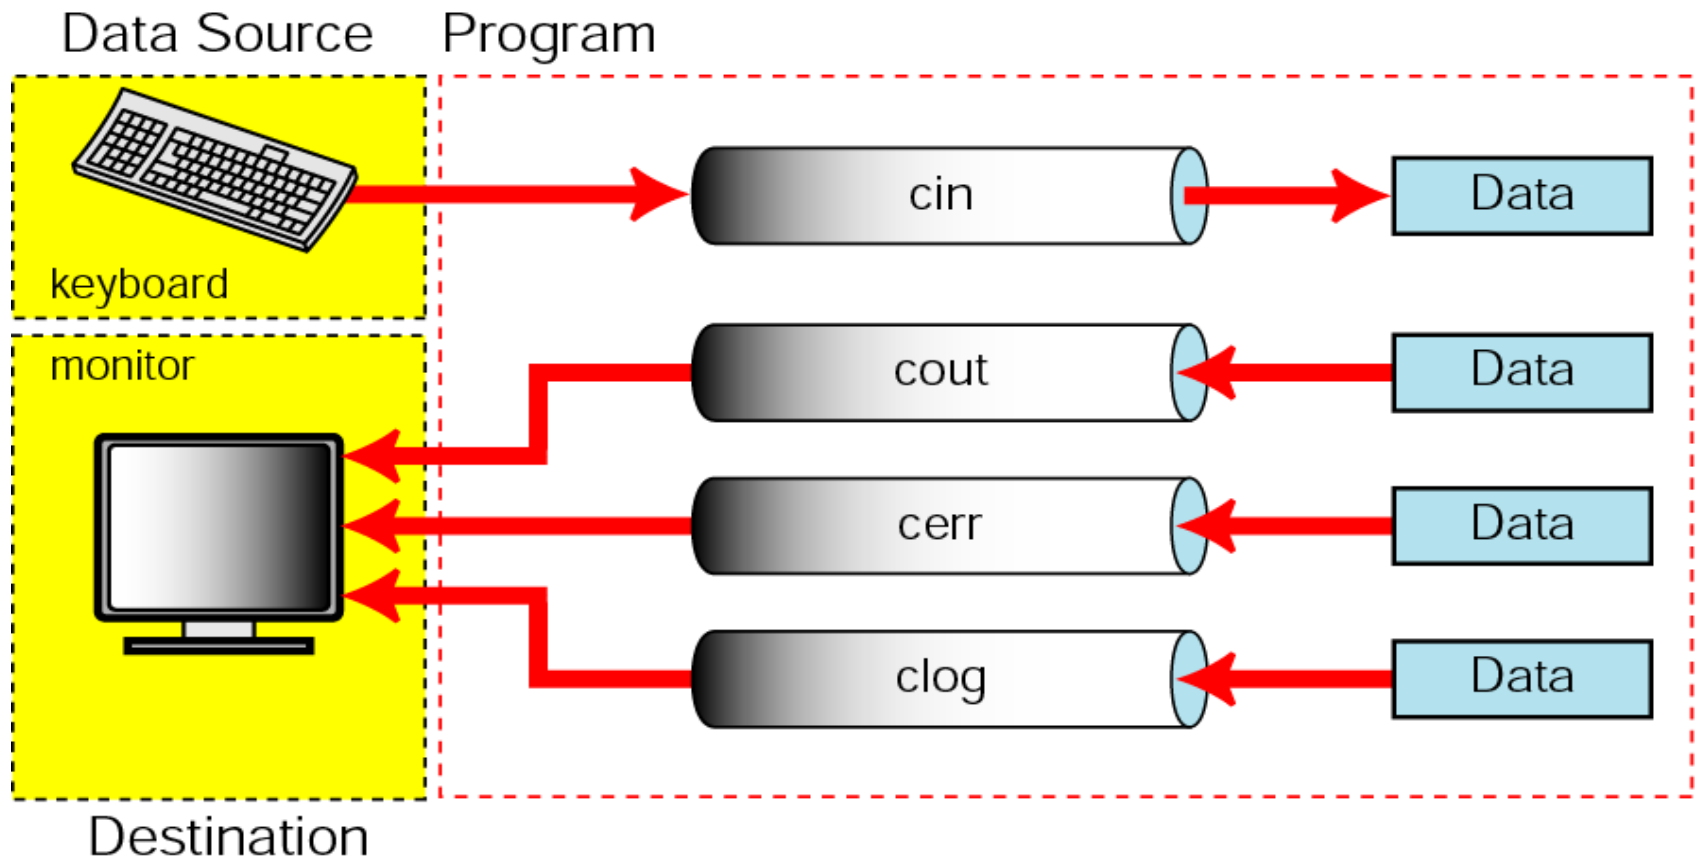 Data Source
Program
keyboard
cin
Data
monitor
cout
Data
cerr
Data
clog
Data
Destination